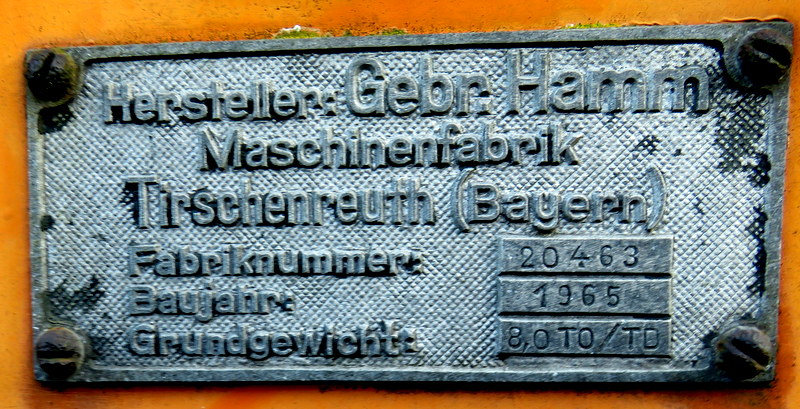 Hersteller: Gebr. Hamm
Maschinenfabrik
Tirschenreuth (Bayern)
Fabriknummer: 20463
Baujahr: 1965
Grundgewicht: 8,0 TO/TD